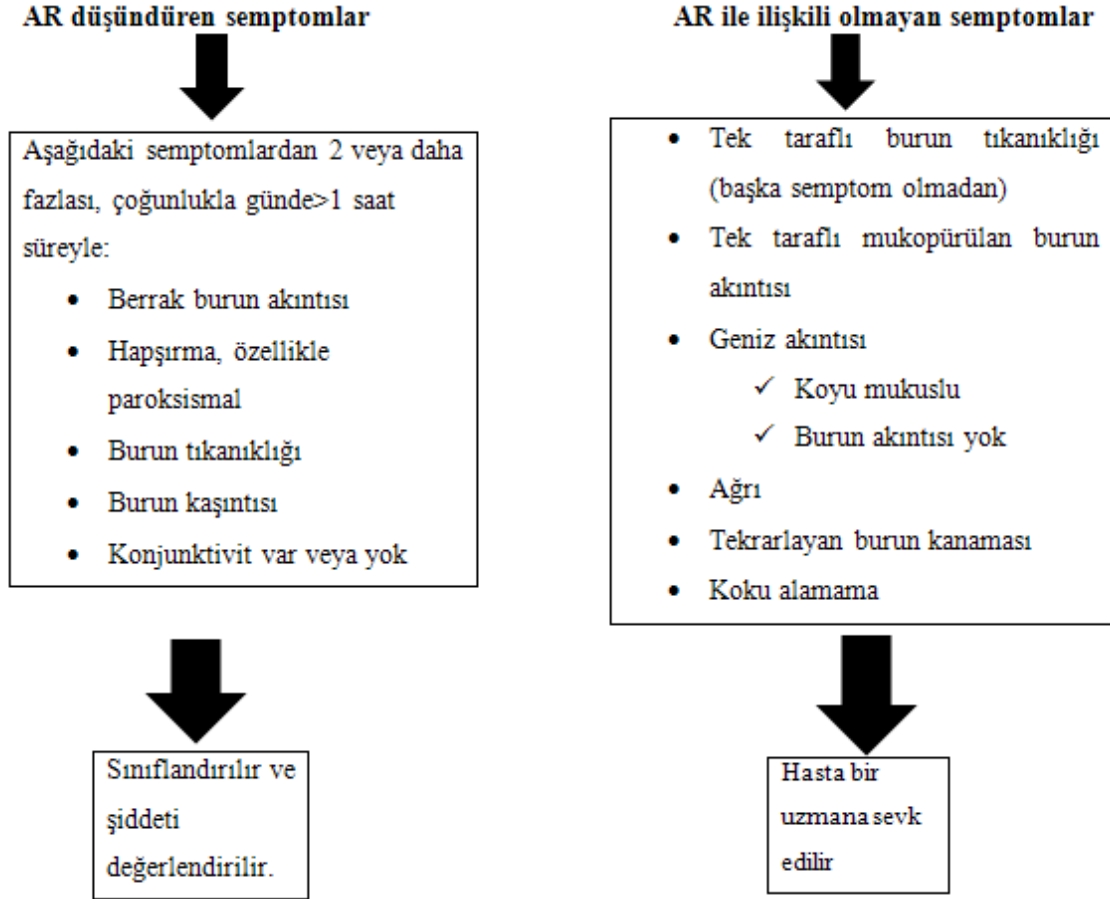 AR düşündüren semptomlar
Aşağıdaki semptomlardan 2 veya daha
fazlası, çoğunlukla günde>1 saat
süreyle:
• Berrak burun akıntısı
• Hapşırma, özellikle
paroksismal
• Burun tıkanıklığı
• Burun kaşıntısı
• Konjunktivit var veya yok
Sınıflandırılır ve
şiddeti
değerlendirilir.
AR ile ilişkili olmayan semptomlar
• Tek taraflı burun tıkanıklığı
(başka semptom olmadan)
• Tek taraflı mukopürülan burun
akıntısı
• Geniz akıntısı
✓ Koyu mukuslu
✓ Burun akıntısı yok
• Ağrı
• Tekrarlayan burun kanaması
• Koku alamama
Hasta bir
uzmana sevk
edilir